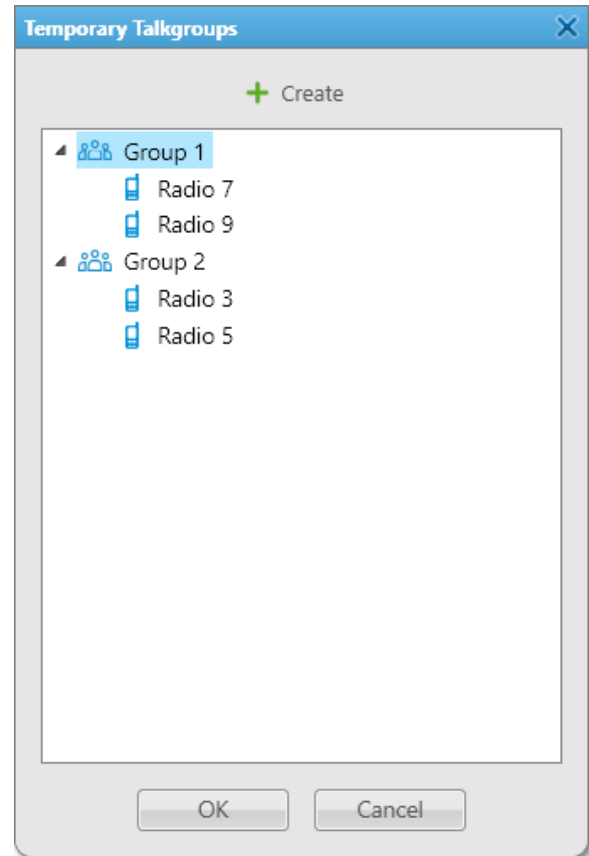 Temporary Talkgroups
Create
Group 1
Radio 7
Radio 9
Group 2
Radio 3
Radio 5
OK Cancel